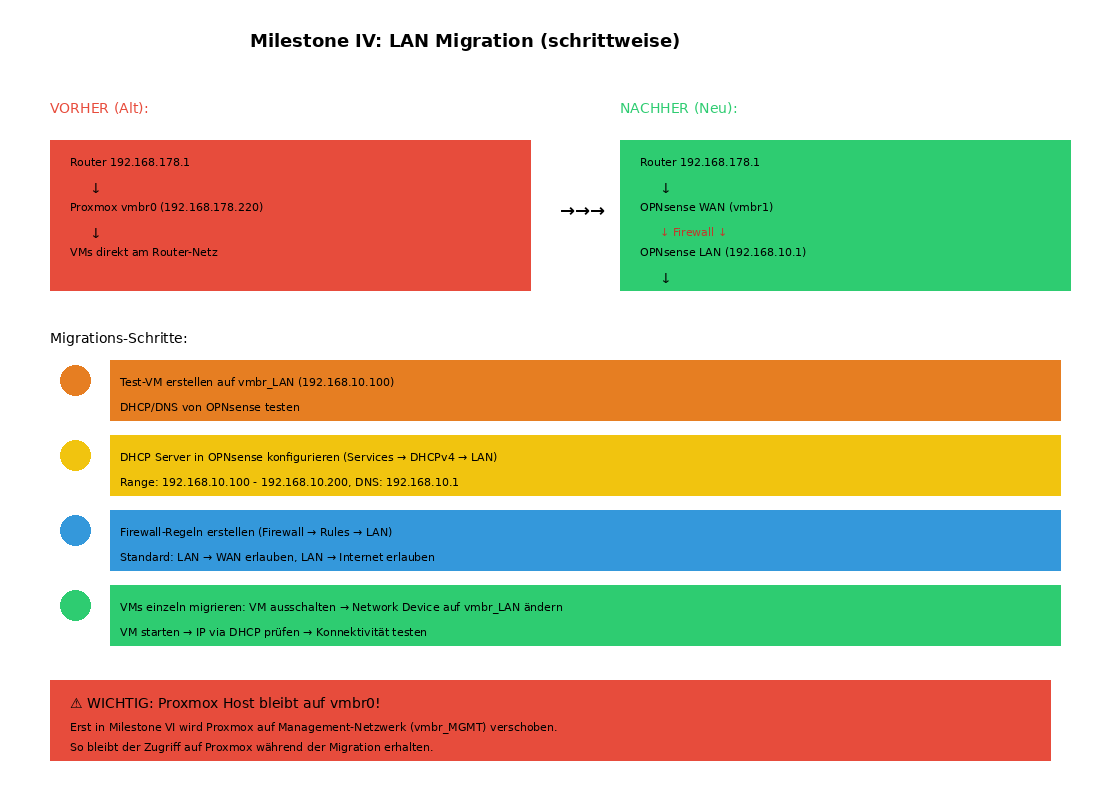 Milestone IV: LAN Migration (schrittweise)
VORHER (Alt):
Router 192.168.178.1
↓
Proxmox vmbr0 (192.168.178.220)
↓
VMs direkt am Router-Netz
→→→
NACHHER (Neu):
Router 192.168.178.1
↓
OPNsense WAN (vmbr1)
↓ Firewall ↓
OPNsense LAN (192.168.10.1)
↓
Migrations-Schritte:
Test-VM erstellen auf vmbr_LAN (192.168.10.100)
DHCP/DNS von OPNsense testen
DHCP Server in OPNsense konfigurieren (Services → DHCPv4 → LAN)
Range: 192.168.10.100 - 192.168.10.200, DNS: 192.168.10.1
Firewall-Regeln erstellen (Firewall → Rules → LAN)
Standard: LAN → WAN erlauben, LAN → Internet erlauben
VMs einzeln migrieren: VM ausschalten → Network Device auf vmbr_LAN ändern
VM starten → IP via DHCP prüfen → Konnektivität testen
⚠ WICHTIG: Proxmox Host bleibt auf vmbr0!
Erst in Milestone VI wird Proxmox auf Management-Netzwerk (vmbr_MGMT) verschoben.
So bleibt der Zugriff auf Proxmox während der Migration erhalten.